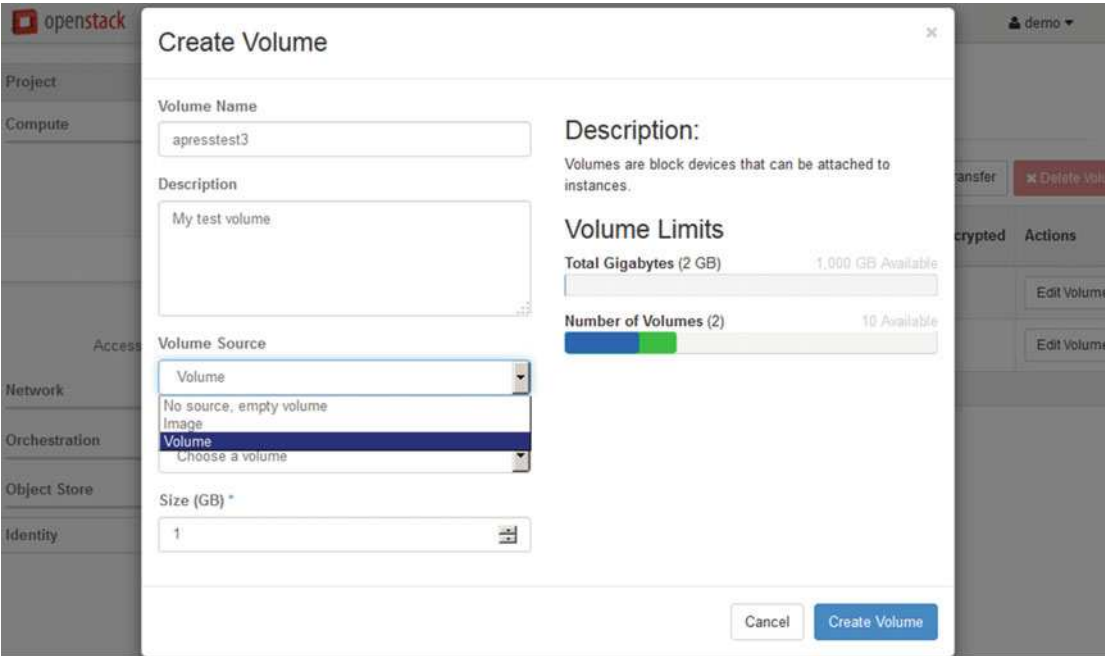 openstack
demo
Create Volume
×
Project
Compute
Access
Network
Orchestration
Object Store
Identity
Volume Name
apresstest3
Description
My test volume
Volume Source
Volume
No source, empty volume
Image
Volume
Choose a volume
Size (GB) *
1
Description:
Volumes are block devices that can be attached to
instances.
Volume Limits
Total Gigabytes (2 GB) 1,000 GB Available
Number of Volumes (2) 10 Available
Cancel
Create Volume
ansfer
× Delete Volu
crypted Actions
Edit Volume
Edit Volume